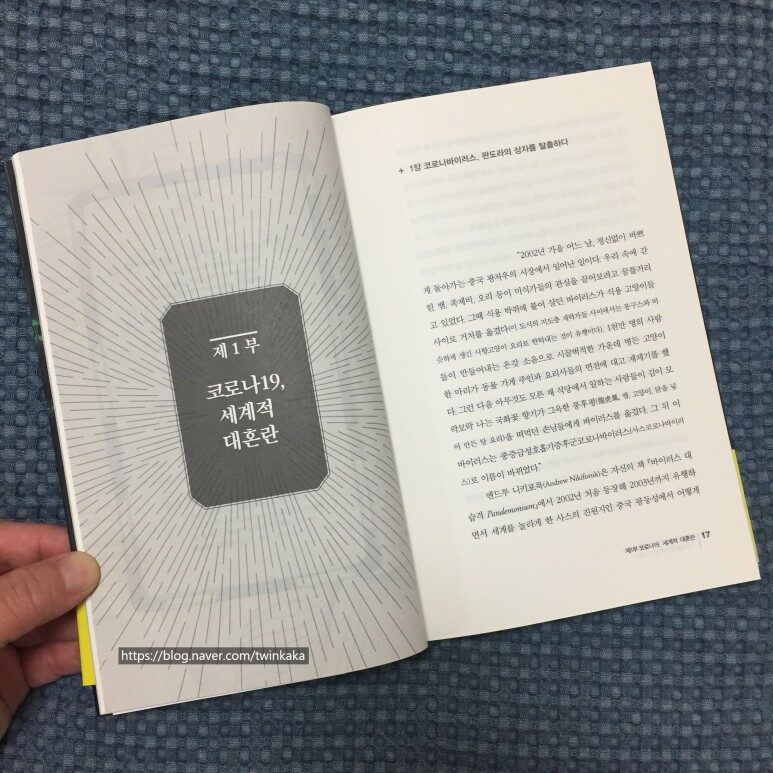 제 1 부
코로나19,
세계적
대혼란
https://blog.naver.com/twinkaka
+ 1장 코로나바이러스, 판도라의 상자를 탈출하다
"2002년 가을 어느 날, 정신없이 바쁘
게 돌아가는 중국 광저우의 시장에서 일어난 일이다. 우리 속에 갇
힌 뱀, 족제비, 오리 등이 미식가들의 관심을 끌어보려고 꿈틀거리
고 있었다. 그때 식용 박쥐에 붙어 살던 바이러스가 식용 고양이들
사이로 거처를 옮겼다(이 도시의 지도층 재력가들 사이에서는 몽구스와 비
슷하게 생긴 사향고양이 요리로 한턱내는 것이 유행이다). 1천만 명의 사람
들이 만들어내는 온갖 소음으로 시끌벅적한 가운데 병든 고양이
한 마리가 동물 가게 주인과 요리사들의 면전에 대고 재채기를 했
다. 그런 다음 아무것도 모른 채 식당에서 일하는 사람들이 김이 모
락모락 나는 국화꽃 향기가 그윽한 룽후펑(龍虎鳳, 뱀, 고양이, 닭을 넣
어 만든 탕 요리)을 떠먹던 손님들에게 바이러스를 옮겼다. 그 뒤 이
바이러스는 중증급성호흡기증후군코로나바이러스(사스코로나바이러
스)로 이름이 바뀌었다."
앤드루 니키포룩(Andrew Nikiforuk)은 자신의 책 『바이러스 대
습격 Pandemonium』에서 2002년 처음 등장해 2003년까지 유행하
면서 세계를 놀라게 한 사스의 진원지인 중국 광둥성에서 어떻게
제1부 코로나19, 세계적 대혼란 17